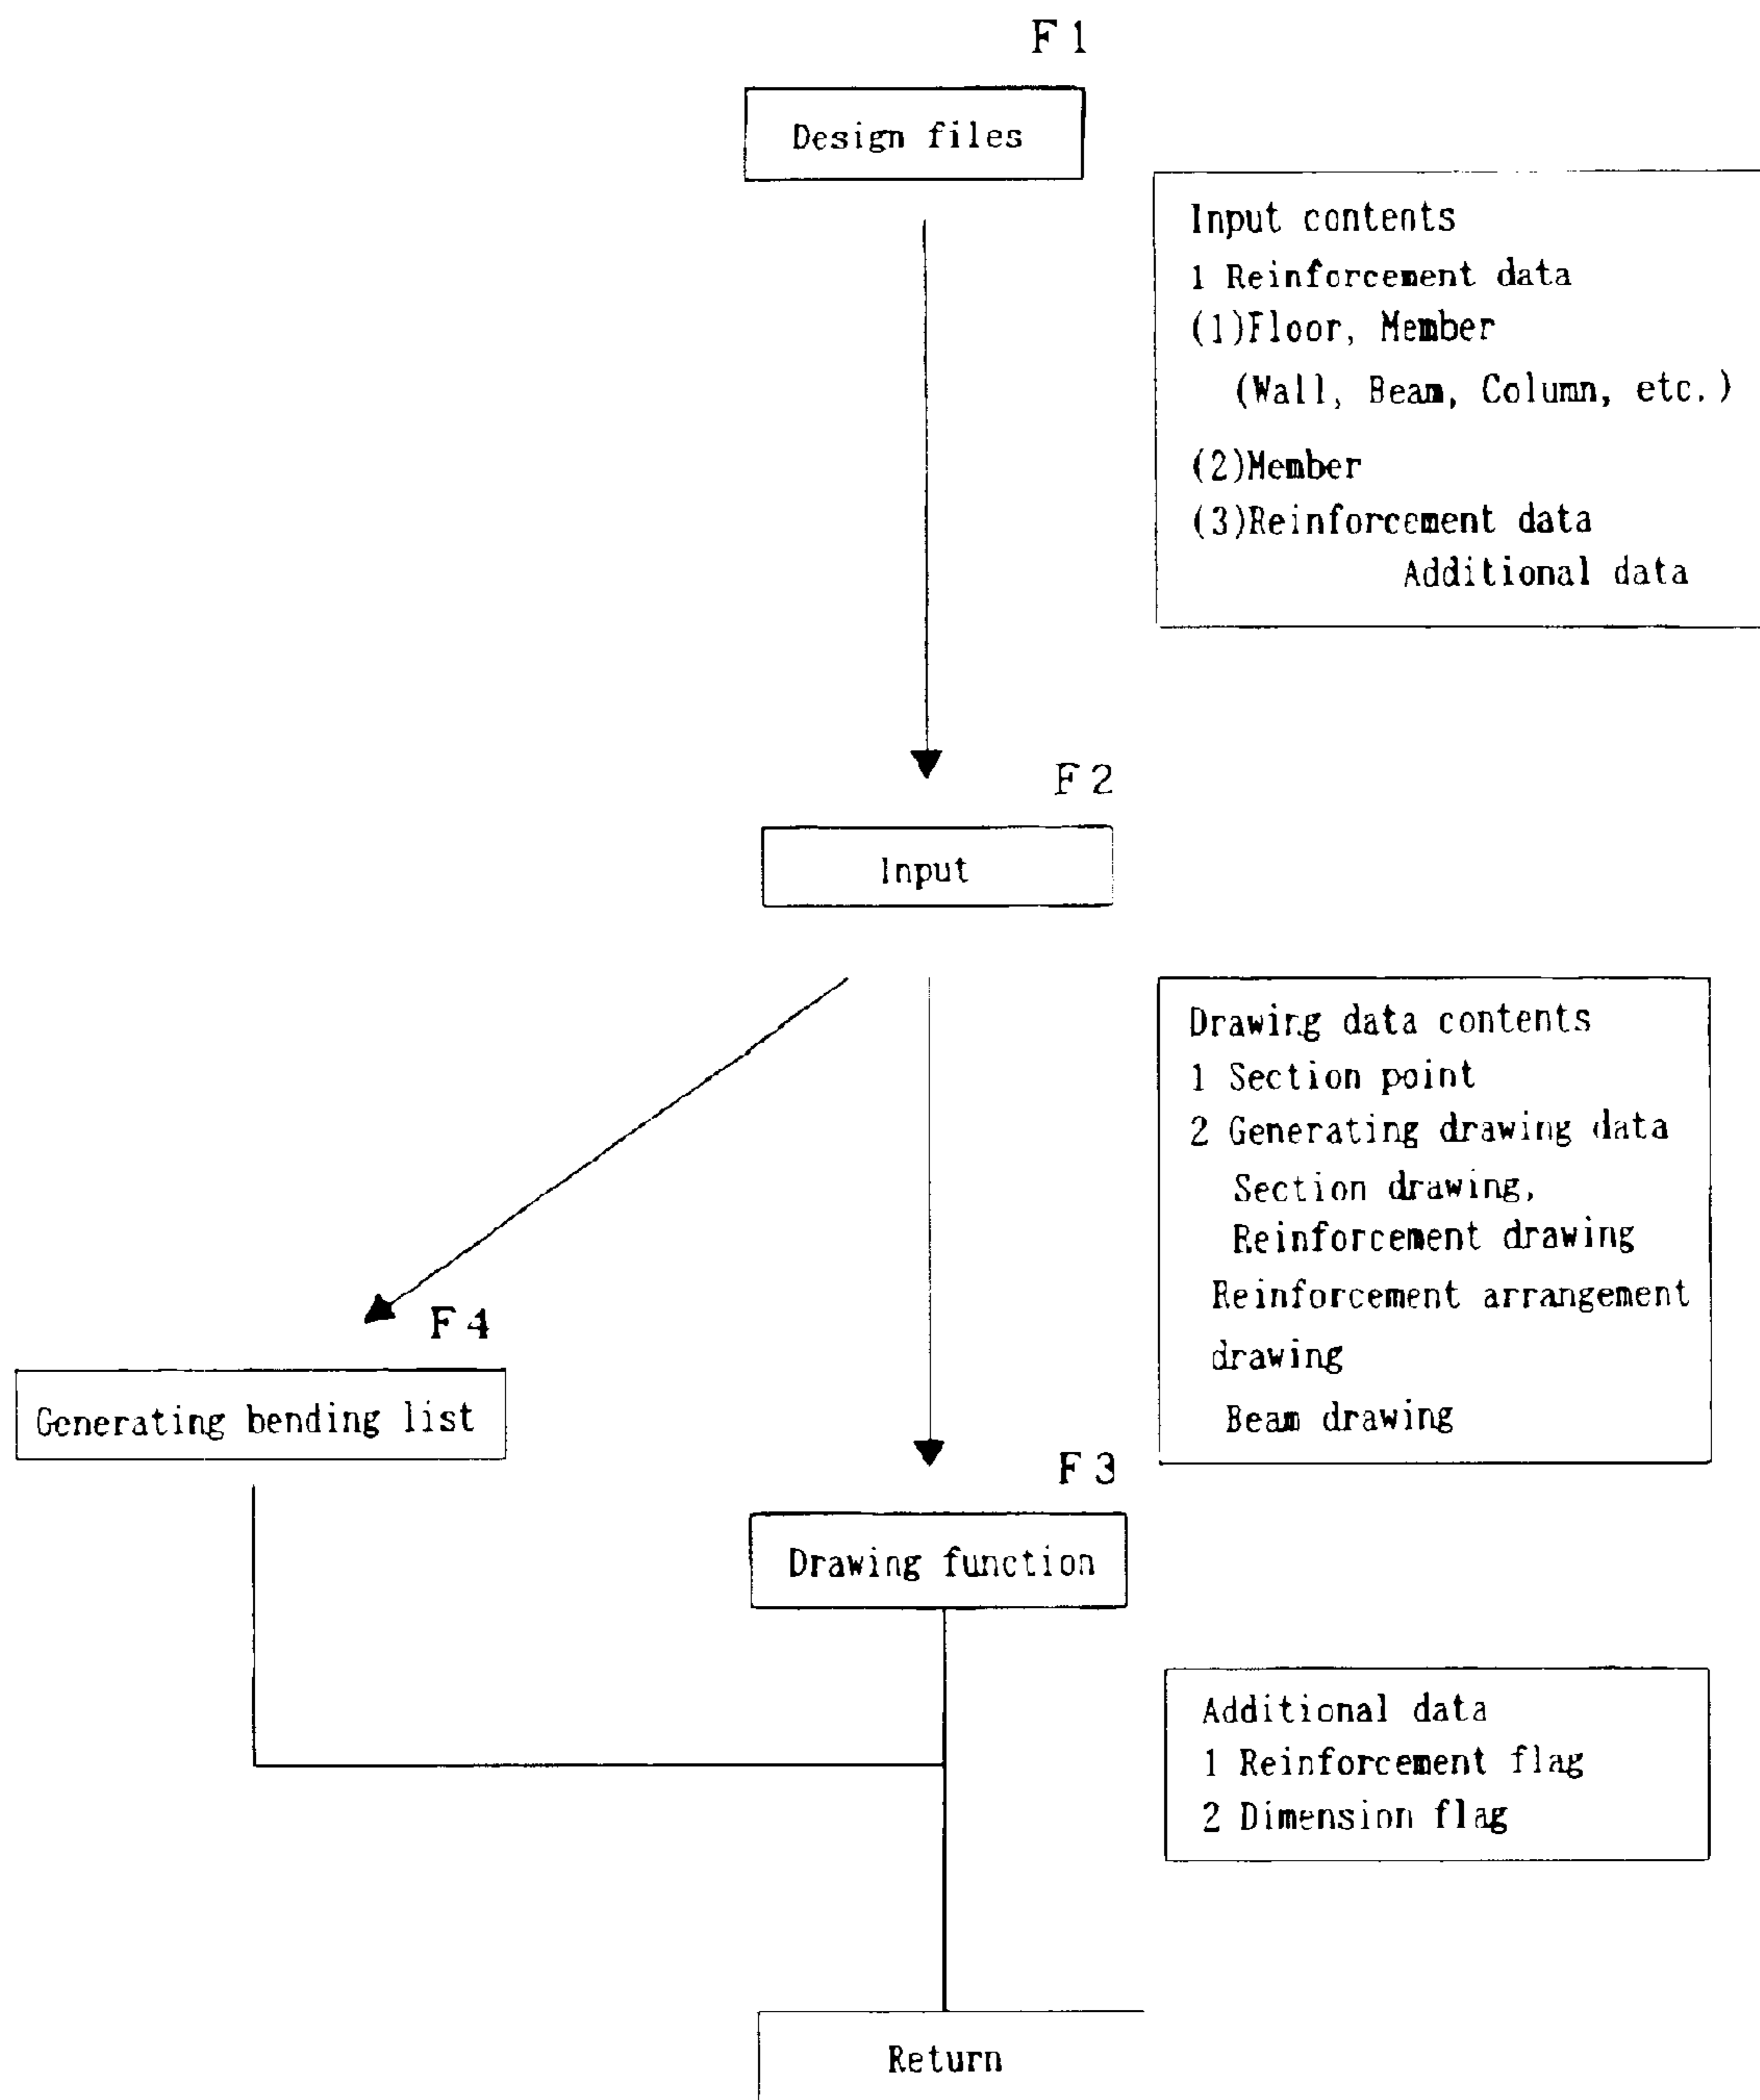 F1
Design files
Input contents
1 Reinforcement data
(1)Floor, Member
(Wall, Beam, Column, etc.)
(2)Member
(3)Reinforcement data
Additional data
F2
Input
Drawing data contents
1 Section point
2 Generating drawing data
Section drawing,
Reinforcement drawing
Reinforcement arrangement
drawing
Beam drawing
F4
Generating bending list
F3
Drawing function
Additional data
1 Reinforcement flag
2 Dimension flag
Return